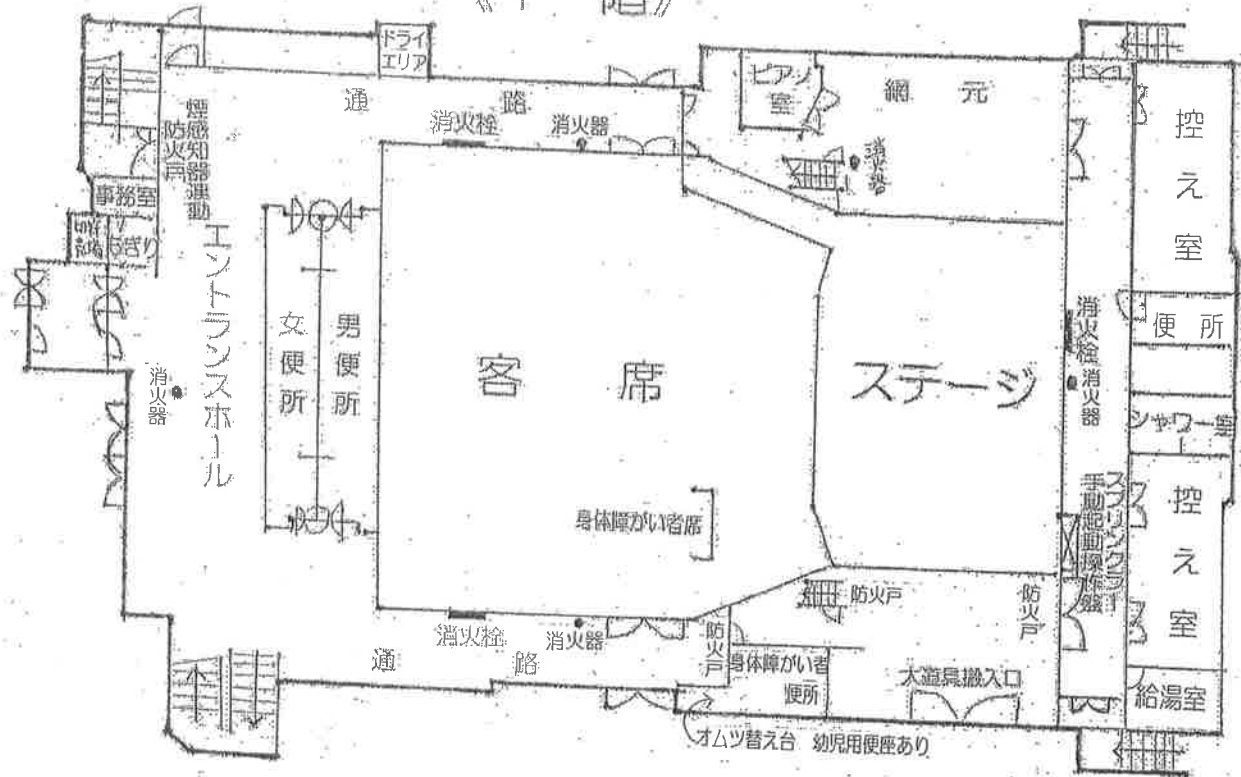 階》
ドライ
エリア
通路
消火栓
消火器
ピアノ
室
網元
消火器
控え室
煙感知器連動
防火戸
事務室
もぎり
エントランスホール
女便所
男便所
客席
ステージ
消火栓
消火器
便所
シャワー室
消火器
身体障がい者席
スプリンクラー
手動起動操作盤
控え室
防火戸
防火戸
消火栓
消火器
通路
防火戸
身体障がい者
便所
大道具搬入口
給湯室
オムツ替え台 幼児用便座あり